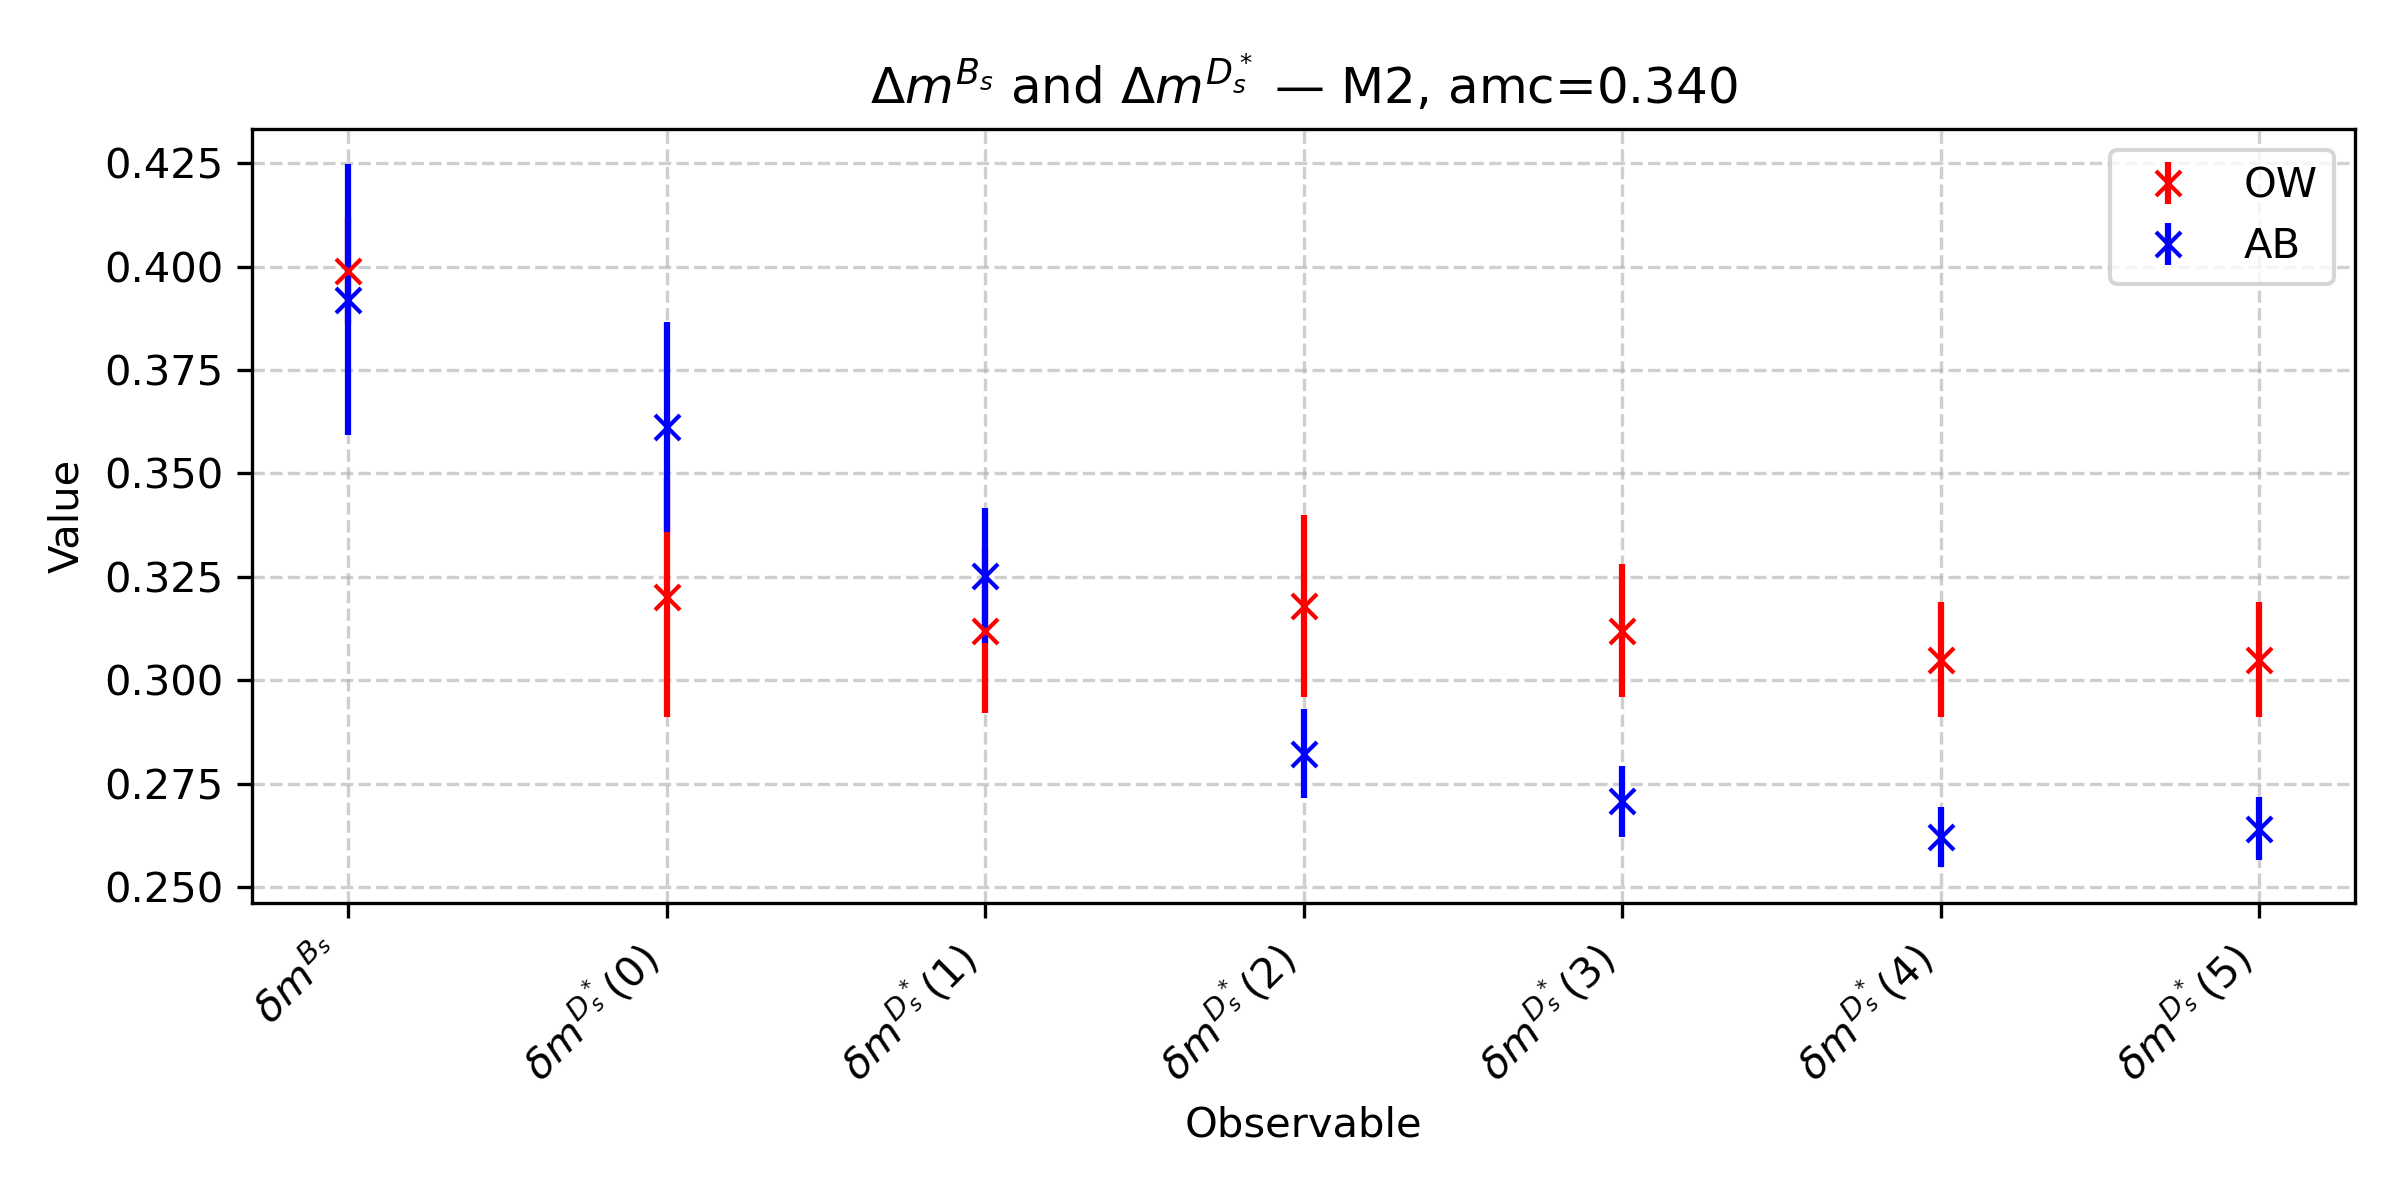 Δm^{B_s} and Δm^{D_s^*} — M2, amc=0.340
0.425
0.400
0.375
0.350
0.325
0.300
0.275
0.250
Value
OW
AB
δm^{B_s}
δm^{D_s^*}(0)
δm^{D_s^*}(1)
δm^{D_s^*}(2)
δm^{D_s^*}(3)
δm^{D_s^*}(4)
δm^{D_s^*}(5)
Observable